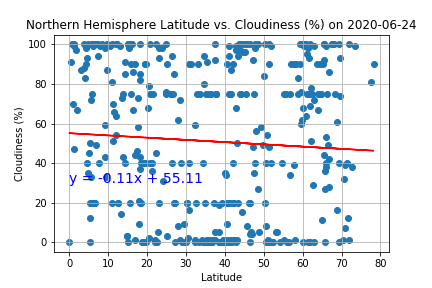 Northern Hemisphere Latitude vs. Cloudiness (%) on 2020-06-24
100
80
60
40
20
0
Cloudiness (%)
y = -0.11x + 55.11
0 10 20 30 40 50 60 70 80
Latitude